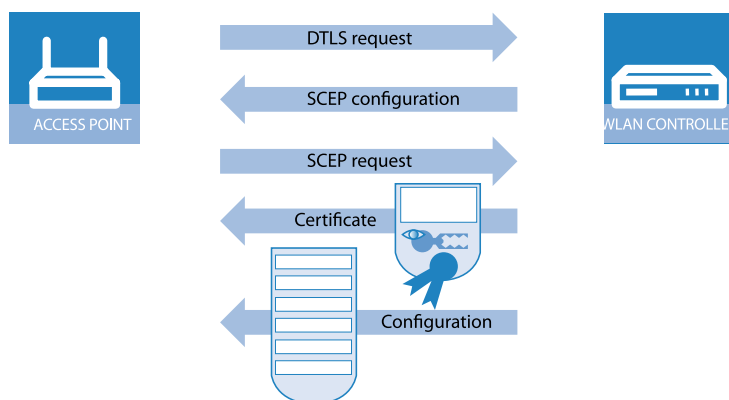 DTLS request
SCEP configuration
ACCESS POINT
WLAN CONTROLLE
SCEP request
Certificate
Configuration